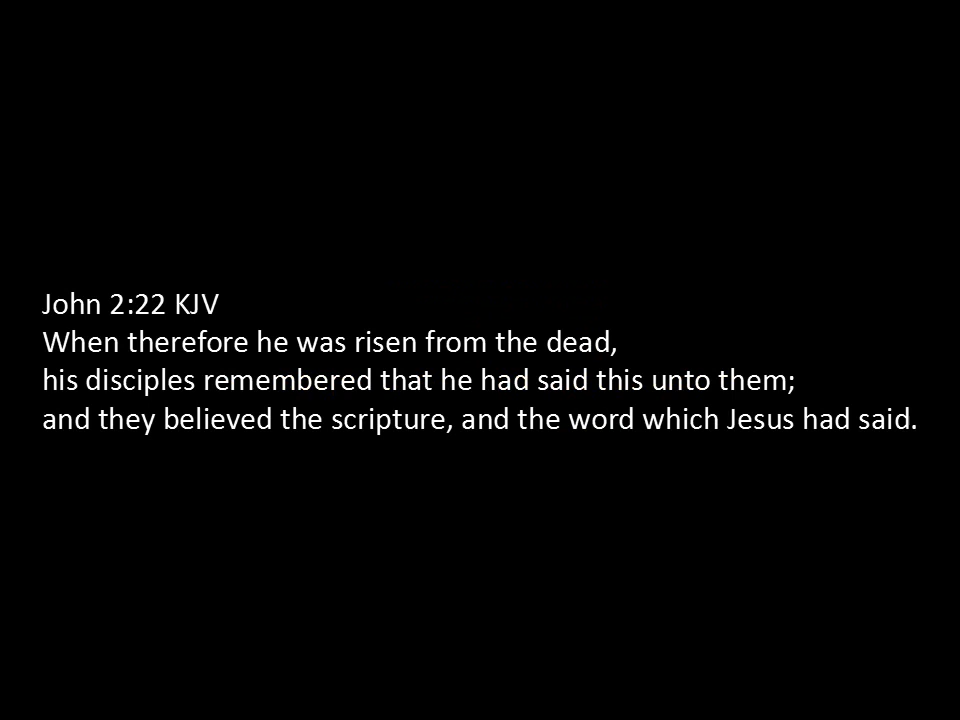 John 2:22 KJV
When therefore he was risen from the dead,
his disciples remembered that he had said this unto them;
and they believed the scripture, and the word which Jesus had said.